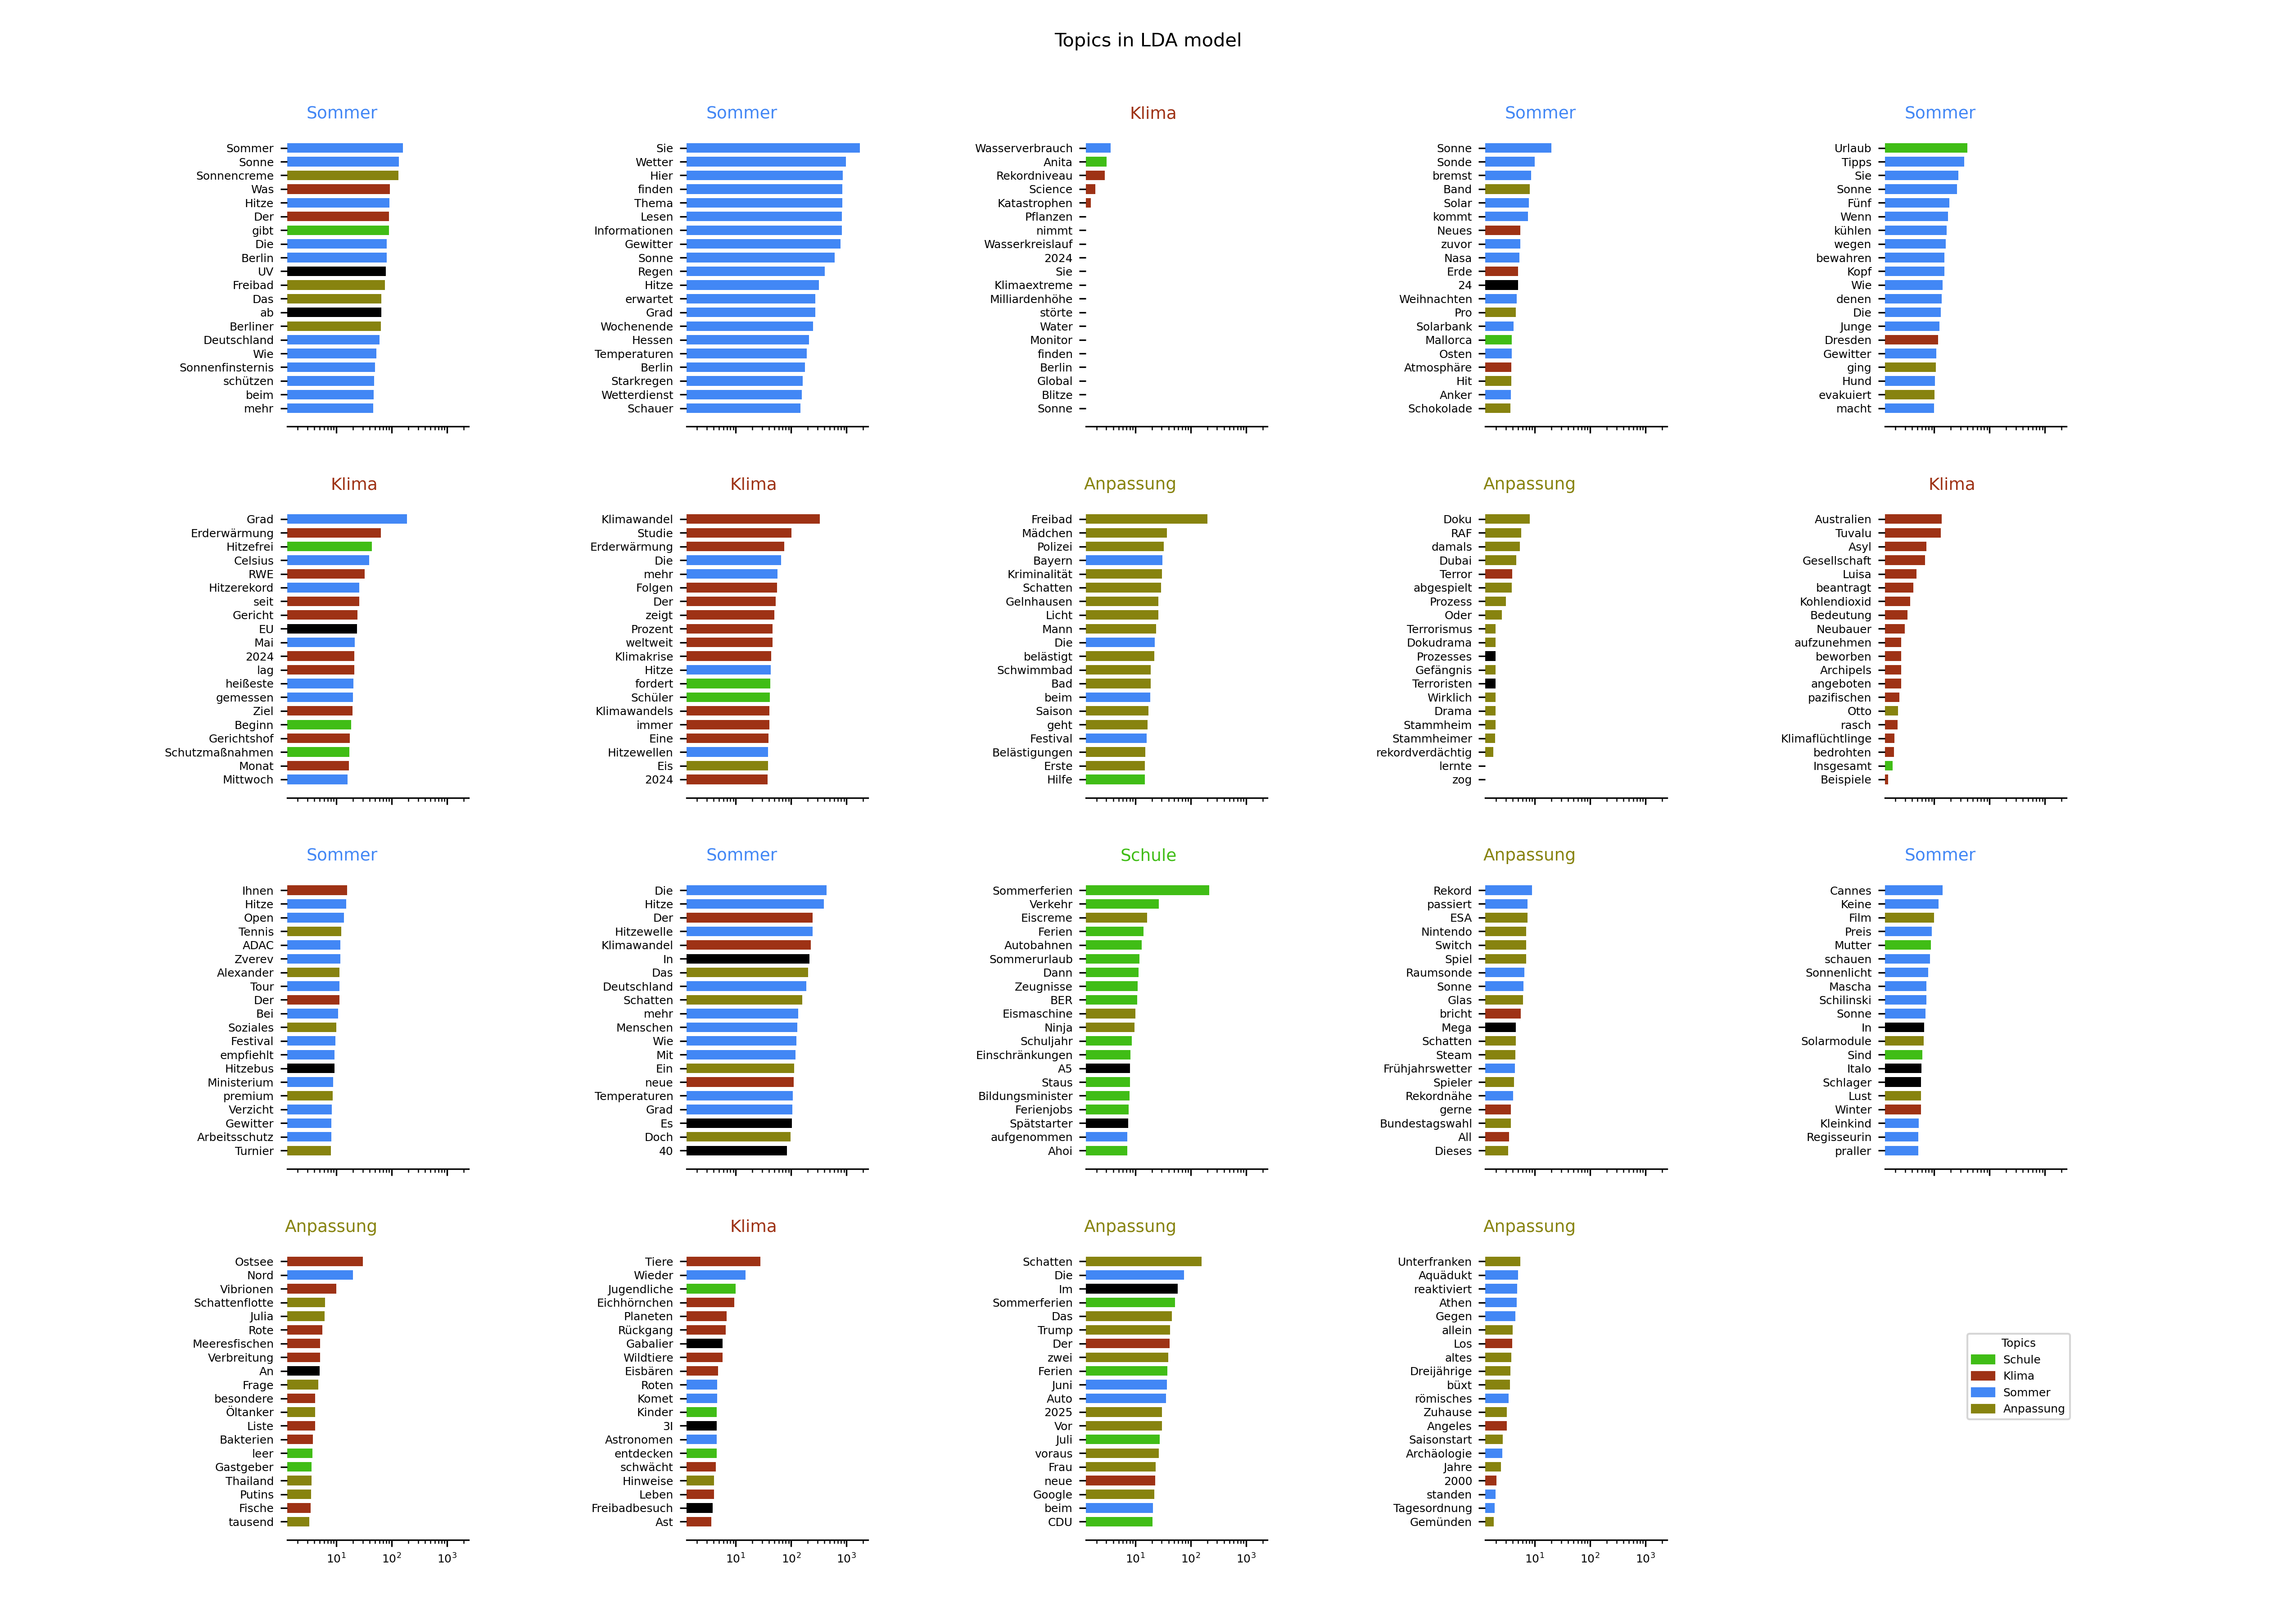 Topics in LDA model
Sommer
Sommer
Sonne
Sonnencreme
Was
Hitze
Der
gibt
Die
Berlin
UV
Freibad
Das
ab
Berliner
Deutschland
Wie
Sonnenfinsternis
schützen
beim
mehr
Sommer
Sie
Wetter
Hier
finden
Thema
Lesen
Informationen
Gewitter
Sonne
Regen
Hitze
erwartet
Grad
Wochenende
Hessen
Temperaturen
Berlin
Starkregen
Wetterdienst
Schauer
Klima
Wasserverbrauch
Anita
Rekordniveau
Science
Katastrophen
Pflanzen
nimmt
Wasserkreislauf
2024
Sie
Klimaextreme
Milliardenhöhe
störte
Water
Monitor
finden
Berlin
Global
Blitze
Sonne
Sommer
Sonne
Sonde
bremst
Band
Solar
kommt
Neues
zuvor
Nasa
Erde
24
Weihnachten
Pro
Solarbank
Mallorca
Osten
Atmosphäre
Hit
Anker
Schokolade
Sommer
Urlaub
Tipps
Sie
Sonne
Fünf
Wenn
kühlen
wegen
bewahren
Kopf
Wie
denen
Die
Junge
Dresden
Gewitter
ging
Hund
evakuiert
macht
Klima
Grad
Erderwärmung
Hitzefrei
Celsius
RWE
Hitzerekord
seit
Gericht
EU
Mai
2024
lag
heißeste
gemessen
Ziel
Beginn
Gerichtshof
Schutzmaßnahmen
Monat
Mittwoch
Klima
Klimawandel
Studie
Erderwärmung
Die
mehr
Folgen
Der
zeigt
Prozent
weltweit
Klimakrise
Hitze
fordert
Schüler
Klimawandels
immer
Eine
Hitzewellen
Eis
2024
Anpassung
Freibad
Mädchen
Polizei
Bayern
Kriminalität
Schatten
Gelnhausen
Licht
Mann
Die
belästigt
Schwimmbad
Bad
beim
Saison
geht
Festival
Belästigungen
Erste
Hilfe
Anpassung
Doku
RAF
damals
Dubai
Terror
abgespielt
Prozess
Oder
Terrorismus
Dokudrama
Prozesses
Gefängnis
Terroristen
Wirklich
Drama
Stammheim
Stammheimer
rekordverdächtig
lernte
zog
Klima
Australien
Tuvalu
Asyl
Gesellschaft
Luisa
beantragt
Kohlendioxid
Bedeutung
Neubauer
aufzunehmen
beworben
Archipels
angeboten
pazifischen
Otto
rasch
Klimaflüchtlinge
bedrohten
Insgesamt
Beispiele
Sommer
Ihnen
Hitze
Open
Tennis
ADAC
Zverev
Alexander
Tour
Der
Bei
Soziales
Festival
empfiehlt
Hitzebus
Ministerium
premium
Verzicht
Gewitter
Arbeitsschutz
Turnier
Sommer
Die
Hitze
Der
Hitzewelle
Klimawandel
In
Das
Deutschland
Schatten
mehr
Menschen
Wie
Mit
Ein
neue
Temperaturen
Grad
Es
Doch
40
Schule
Sommerferien
Verkehr
Eiscreme
Ferien
Autobahnen
Sommerurlaub
Dann
Zeugnisse
BER
Eismaschine
Ninja
Schuljahr
Einschränkungen
A5
Staus
Bildungsminister
Ferienjobs
Spätstarter
aufgenommen
Ahoi
Anpassung
Rekord
passiert
ESA
Nintendo
Switch
Spiel
Raumsonde
Sonne
Glas
bricht
Mega
Schatten
Steam
Frühjahrswetter
Spieler
Rekordnähe
gerne
Bundestagswahl
All
Dieses
Sommer
Cannes
Keine
Film
Preis
Mutter
schauen
Sonnenlicht
Mascha
Schilinski
Sonne
In
Solarmodule
Sind
Italo
Schlager
Lust
Winter
Kleinkind
Regisseurin
praller
Anpassung
Ostsee
Nord
Vibrionen
Schattenflotte
Julia
Rote
Meeresfischen
Verbreitung
An
Frage
besondere
Öltanker
Liste
Bakterien
leer
Gastgeber
Thailand
Putins
Fische
tausend
10¹ 10² 10³
Klima
Tiere
Wieder
Jugendliche
Eichhörnchen
Planeten
Rückgang
Gabalier
Wildtiere
Eisbären
Roten
Komet
Kinder
3I
Astronomen
entdecken
schwächt
Hinweise
Leben
Freibadbesuch
Ast
10¹ 10² 10³
Anpassung
Schatten
Die
Im
Sommerferien
Das
Trump
Der
zwei
Ferien
Juni
Auto
2025
Vor
Juli
voraus
Frau
neue
Google
beim
CDU
10¹ 10² 10³
Anpassung
Unterfranken
Aquädukt
reaktiviert
Athen
Gegen
allein
Los
altes
Dreijährige
büxt
römisches
Zuhause
Angeles
Saisonstart
Archäologie
Jahre
2000
standen
Tagesordnung
Gemünden
10¹ 10² 10³
Topics
Schule
Klima
Sommer
Anpassung